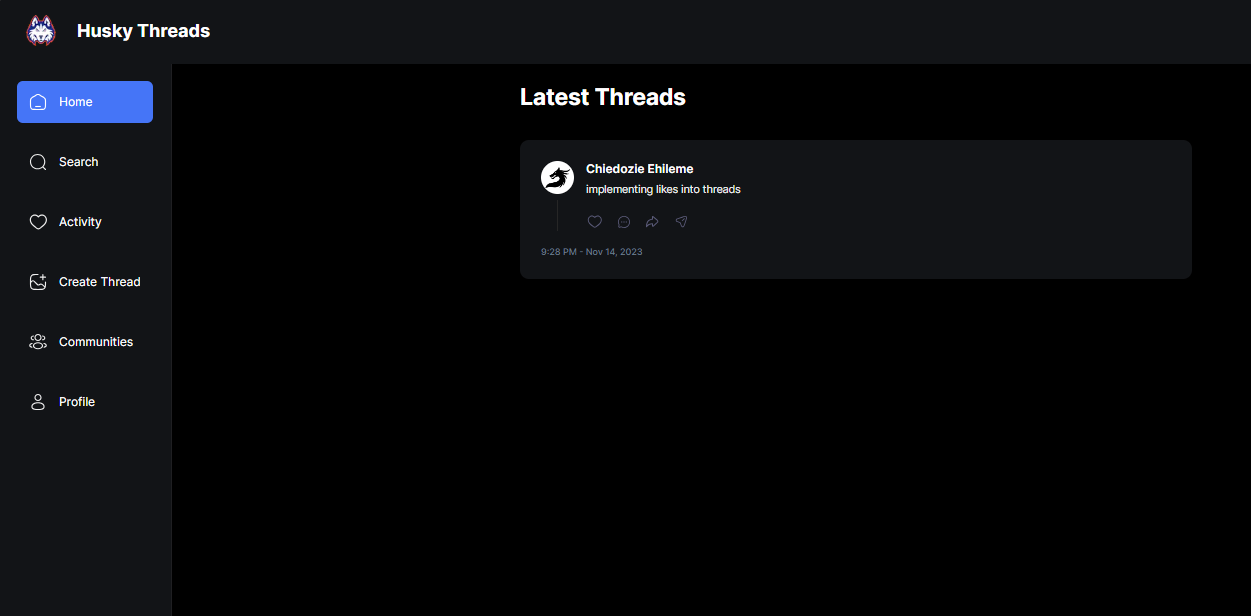 Husky Threads
Home
Search
Activity
Create Thread
Communities
Profile
Latest Threads
Chiedozie Ehileme
implementing likes into threads
9:28 PM - Nov 14, 2023